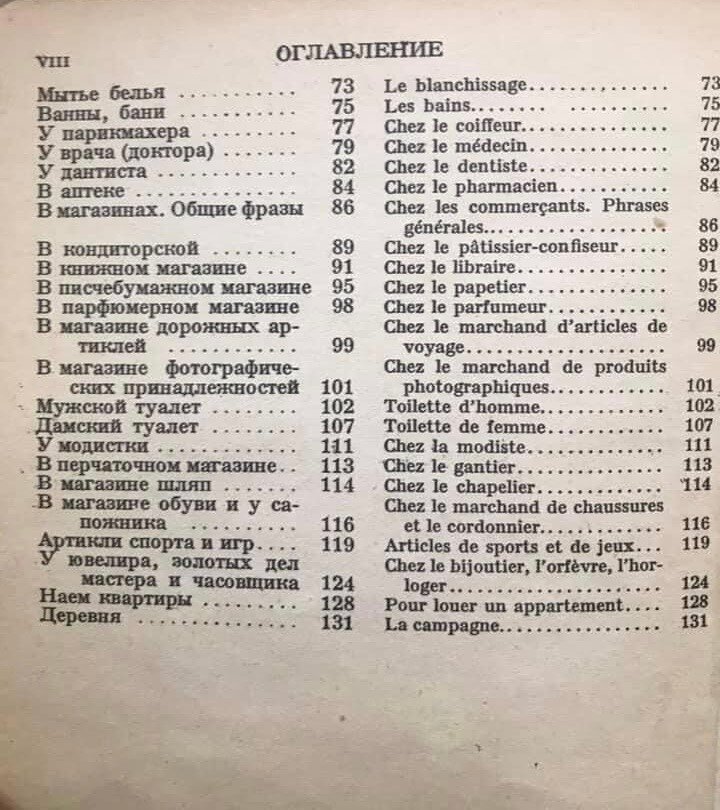 VIII
ОГЛАВЛЕНИЕ
Мытье белья .......... 73
Ванны, бани .......... 75
У парикмахера ........ 77
У врача (доктора) ....... 79
У дантиста ............ 82
В аптеке .............. 84
В магазинах. Общие фразы 86
В кондиторской ........ 89
В книжном магазине .... 91
В писчебумажном магазине 95
В парфюмерном магазине 98
В магазине дорожных ар-
тиклей ........... 99
В магазине фотографиче-
ских принадлежностей 101
Мужской туалет ........ 102
Дамский туалет ........ 107
У модистки ............ 111
В перчаточном магазине.. 113
В магазине шляп ....... 114
В магазине обуви и у са-
пожника .......... 116
Артикли спорта и игр.... 119
У ювелира, золотых дел
мастера и часовщика 124
Наем квартиры ......... 128
Деревня ............... 131
Le blanchissage............. 73
Les bains....... .......... 75
Chez le coiffeur............. 77
Chez le médecin............ 79
Chez le dentiste............ 82
Chez le pharmacien......... 84
Chez les commerçants. Phrases
générales................ 86
Chez le pâtissier-confiseur.... 89
Chez le libraire............. 91
Chez le papetier............ 95
Chez le parfumeur.......... 98
Chez le marchand d'articles de
voyage................... 99
Chez le marchand de produits
photographiques.......... 101
Toilette d'homme........... 102
Toilette de femme.......... 107
Chez la modiste............ 111
Chez le gantier............. 113
Chez le chapelier........... 114
Chez le marchand de chaussures
et le cordonnier.......... 116
Articles de sports et de jeux... 119
Chez le bijoutier, l'orfèvre, l'hor-
loger.................... 124
Pour louer un appartement.... 128
La campagne............... 131